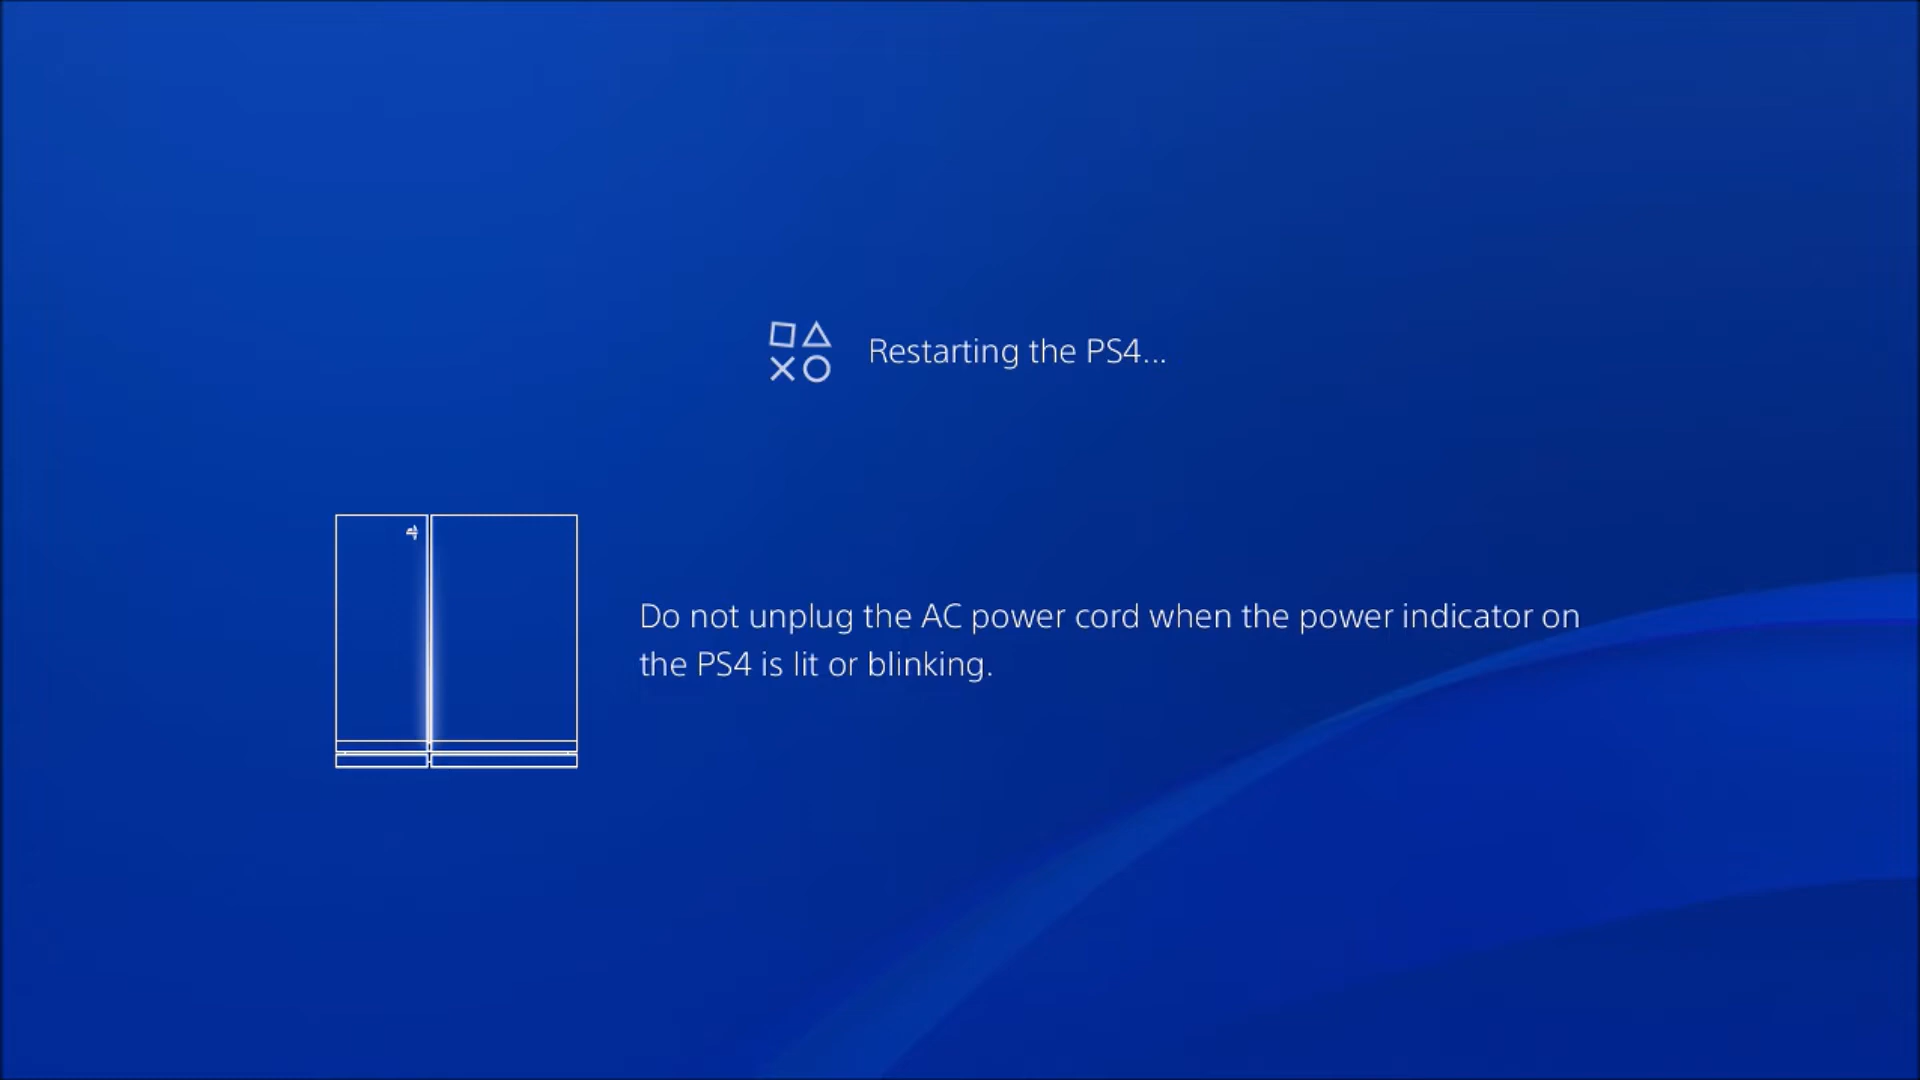 Restarting the PS4...
Do not unplug the AC power cord when the power indicator on
the PS4 is lit or blinking.